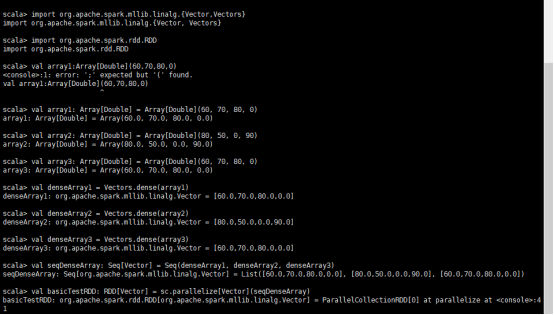 scala> import org.apache.spark.mllib.linalg.{Vector,Vectors}
import org.apache.spark.mllib.linalg.{Vector, Vectors}
scala> import org.apache.spark.rdd.RDD
import org.apache.spark.rdd.RDD
scala> val array1:Array[Double](60,70,80,0)
<console>:1: error: ';' expected but '(' found.
val array1:Array[Double](60,70,80,0)
^
scala> val array1: Array[Double] = Array[Double](60, 70, 80, 0)
array1: Array[Double] = Array(60.0, 70.0, 80.0, 0.0)
scala> val array2: Array[Double] = Array[Double](80, 50, 0, 90)
array2: Array[Double] = Array(80.0, 50.0, 0.0, 90.0)
scala> val array3: Array[Double] = Array[Double](60, 70, 80, 0)
array3: Array[Double] = Array(60.0, 70.0, 80.0, 0.0)
scala> val denseArray1 = Vectors.dense(array1)
denseArray1: org.apache.spark.mllib.linalg.Vector = [60.0,70.0,80.0,0.0]
scala> val denseArray2 = Vectors.dense(array2)
denseArray2: org.apache.spark.mllib.linalg.Vector = [80.0,50.0,0.0,90.0]
scala> val denseArray3 = Vectors.dense(array3)
denseArray3: org.apache.spark.mllib.linalg.Vector = [60.0,70.0,80.0,0.0]
scala> val seqDenseArray: Seq[Vector] = Seq(denseArray1, denseArray2, denseArray3)
seqDenseArray: Seq[org.apache.spark.mllib.linalg.Vector] = List([60.0,70.0,80.0,0.0], [80.0,50.0,0.0,90.0], [60.0,70.0,80.0,0.0])
scala> val basicTestRDD: RDD[Vector] = sc.parallelize[Vector](seqDenseArray)
basicTestRDD: org.apache.spark.rdd.RDD[org.apache.spark.mllib.linalg.Vector] = ParallelCollectionRDD[0] at parallelize at <console>:4
1